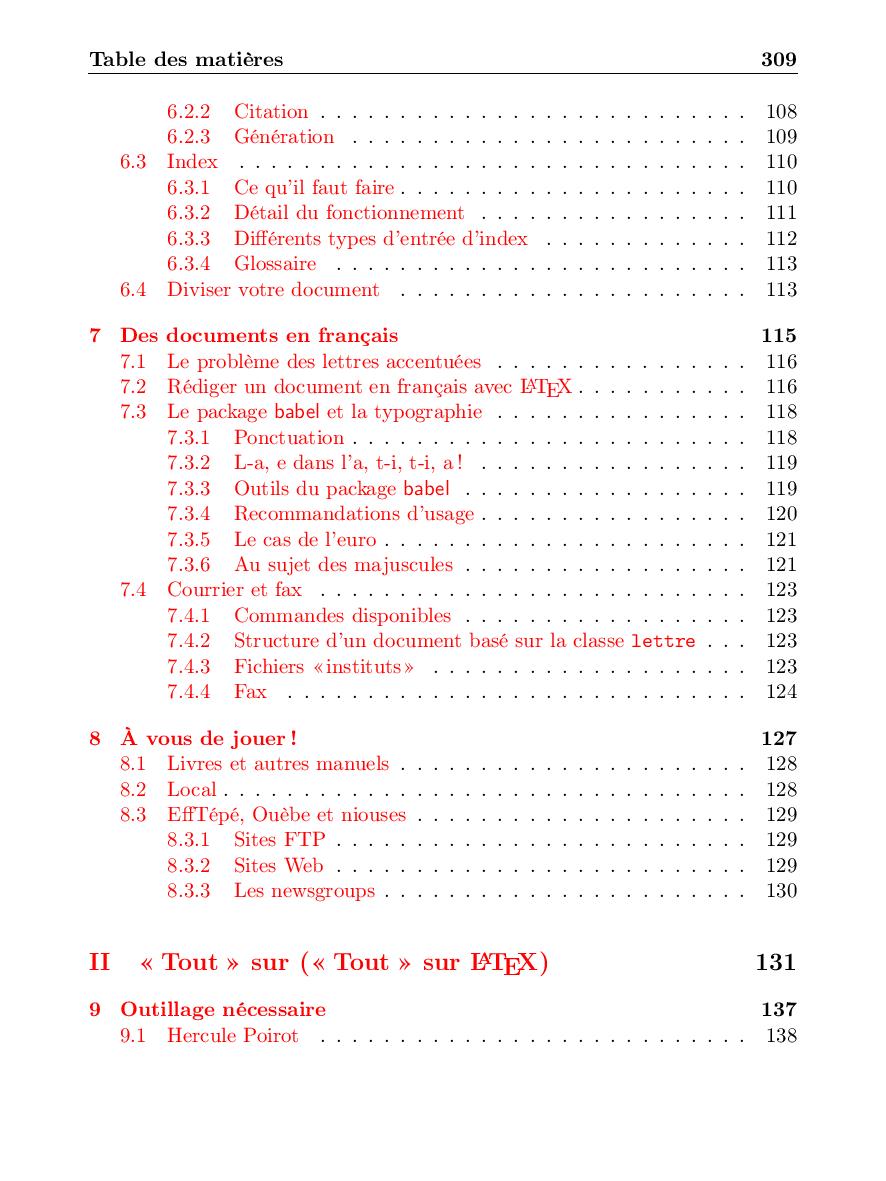 Table des matières 309
6.2.2 Citation . . . . . . . . . . . . . . . . . . . . . . . . . . . 108
6.2.3 Génération . . . . . . . . . . . . . . . . . . . . . . . . . 109
6.3 Index . . . . . . . . . . . . . . . . . . . . . . . . . . . . . . . . 110
6.3.1 Ce qu'il faut faire . . . . . . . . . . . . . . . . . . . . . . 110
6.3.2 Détail du fonctionnement . . . . . . . . . . . . . . . . . 111
6.3.3 Différents types d'entrée d'index . . . . . . . . . . . . . 112
6.3.4 Glossaire . . . . . . . . . . . . . . . . . . . . . . . . . . 113
6.4 Diviser votre document . . . . . . . . . . . . . . . . . . . . . . 113
7 Des documents en français 115
7.1 Le problème des lettres accentuées . . . . . . . . . . . . . . . . 116
7.2 Rédiger un document en français avec LATEX . . . . . . . . . . . 116
7.3 Le package babel et la typographie . . . . . . . . . . . . . . . . 118
7.3.1 Ponctuation . . . . . . . . . . . . . . . . . . . . . . . . . 118
7.3.2 L-a, e dans l'a, t-i, t-i, a ! . . . . . . . . . . . . . . . . . 119
7.3.3 Outils du package babel . . . . . . . . . . . . . . . . . . 119
7.3.4 Recommandations d'usage . . . . . . . . . . . . . . . . . 120
7.3.5 Le cas de l'euro . . . . . . . . . . . . . . . . . . . . . . . 121
7.3.6 Au sujet des majuscules . . . . . . . . . . . . . . . . . . 121
7.4 Courrier et fax . . . . . . . . . . . . . . . . . . . . . . . . . . . 123
7.4.1 Commandes disponibles . . . . . . . . . . . . . . . . . . 123
7.4.2 Structure d'un document basé sur la classe lettre . . . 123
7.4.3 Fichiers «instituts» . . . . . . . . . . . . . . . . . . . . 123
7.4.4 Fax . . . . . . . . . . . . . . . . . . . . . . . . . . . . . 124
8 À vous de jouer ! 127
8.1 Livres et autres manuels . . . . . . . . . . . . . . . . . . . . . . 128
8.2 Local . . . . . . . . . . . . . . . . . . . . . . . . . . . . . . . . . 128
8.3 EffTépé, Ouèbe et niouses . . . . . . . . . . . . . . . . . . . . . 129
8.3.1 Sites FTP . . . . . . . . . . . . . . . . . . . . . . . . . . 129
8.3.2 Sites Web . . . . . . . . . . . . . . . . . . . . . . . . . . 129
8.3.3 Les newsgroups . . . . . . . . . . . . . . . . . . . . . . . 130
II « Tout » sur (« Tout » sur LATEX) 131
9 Outillage nécessaire 137
9.1 Hercule Poirot . . . . . . . . . . . . . . . . . . . . . . . . . . . 138